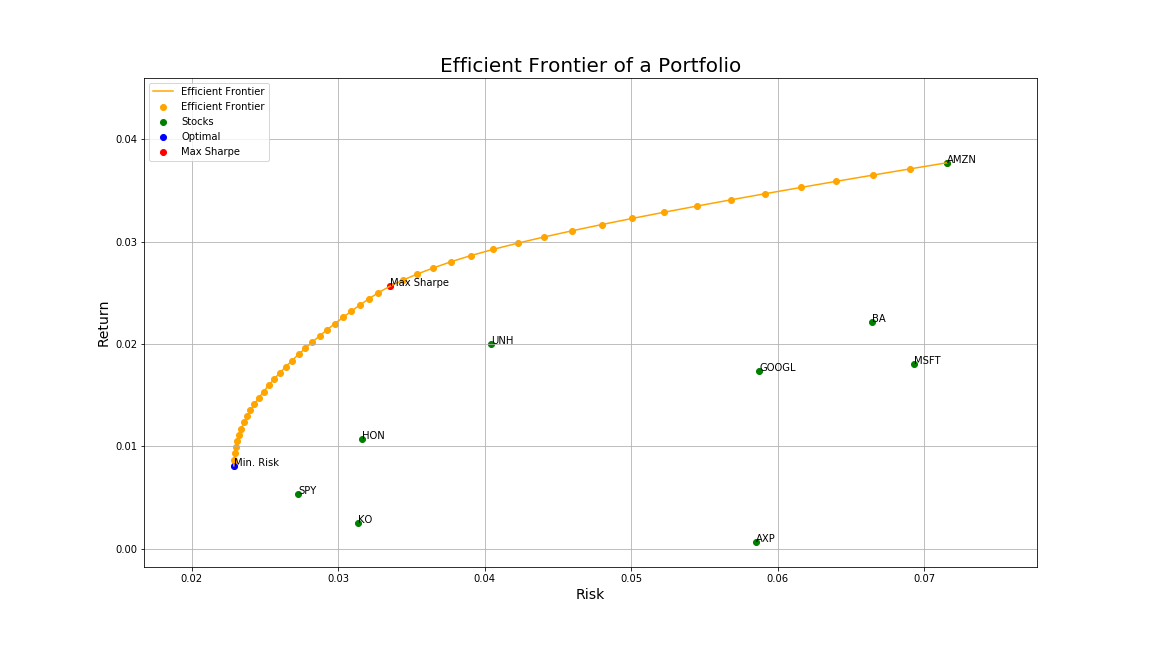 Efficient Frontier of a Portfolio
Efficient Frontier
Efficient Frontier
Stocks
Optimal
Max Sharpe
Return
0.04
0.03
0.02
0.01
0.00
AMZN
Max Sharpe
BA
UNH
MSFT
GOOGL
HON
Min. Risk
SPY
KO
AXP
0.02 0.03 0.04 0.05 0.06 0.07
Risk